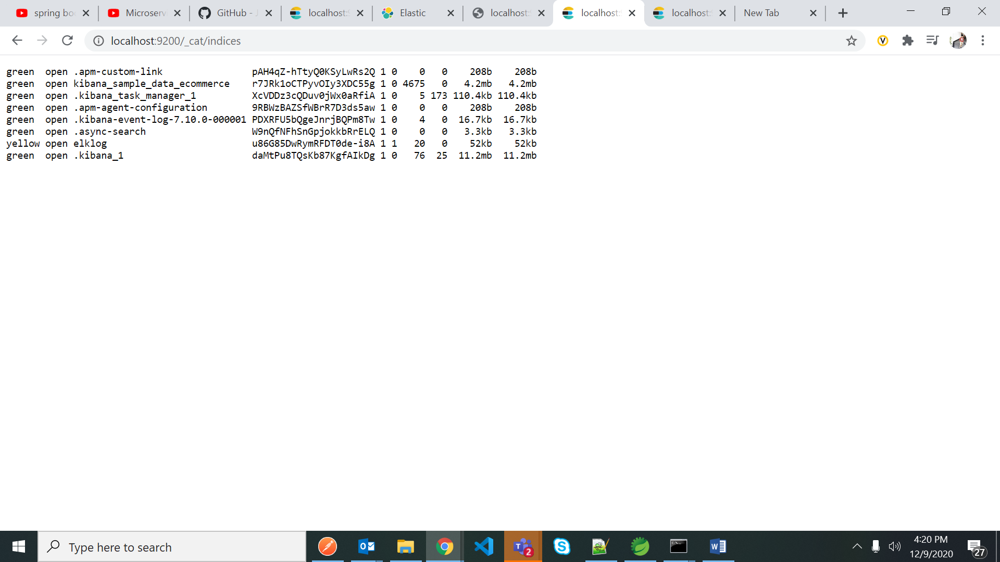 spring bo
Microserv
GitHub - J
localhost:9
Elastic
localhost:
localhost:
localhost:
New Tab
localhost:9200/_cat/indices
green open .apm-custom-link pAH4qZ-hTtyQ0KSyLwRs2Q 1 0 0 0 208b 208b
green open kibana_sample_data_ecommerce r7JRk1oCTPyvOIy3XDC55g 1 0 4675 0 4.2mb 4.2mb
green open .kibana_task_manager_1 XcVDDz3cQDuv0jWx0aRfiA 1 0 5 173 110.4kb 110.4kb
green open .apm-agent-configuration 9RBWzBAZSfWBrR7D3ds5aw 1 0 0 0 208b 208b
green open .kibana-event-log-7.10.0-000001 PDXRFU5bQgeJnrjBQPm8Tw 1 0 4 0 16.7kb 16.7kb
green open .async-search W9nQfNFhSnGpjokkbRrELQ 1 0 0 0 3.3kb 3.3kb
yellow open elklog u86G85DwRymRFDT0de-i8A 1 1 20 0 52kb 52kb
green open .kibana_1 daMtPu8TQsKb87KgfAIkDg 1 0 76 25 11.2mb 11.2mb
Type here to search
2
4:20 PM
12/9/2020
27